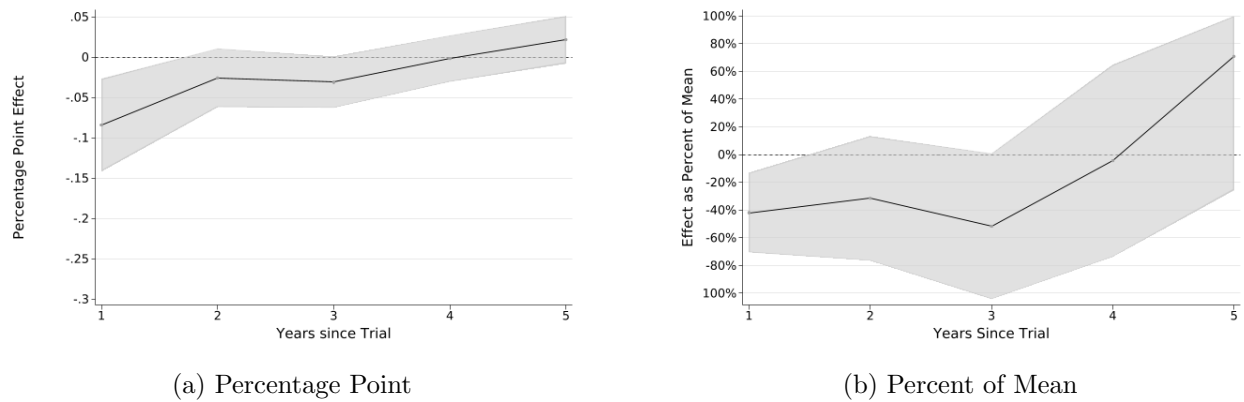 Percentage Point Effect
.05
0
-.05
-.1
-.15
-.2
-.25
-.3
1 2 3 4 5
Years since Trial
(a) Percentage Point
Effect as Percent of Mean
100%
80%
60%
40%
20%
0%
-20%
-40%
-60%
-80%
100%
1 2 3 4 5
Years Since Trial
(b) Percent of Mean